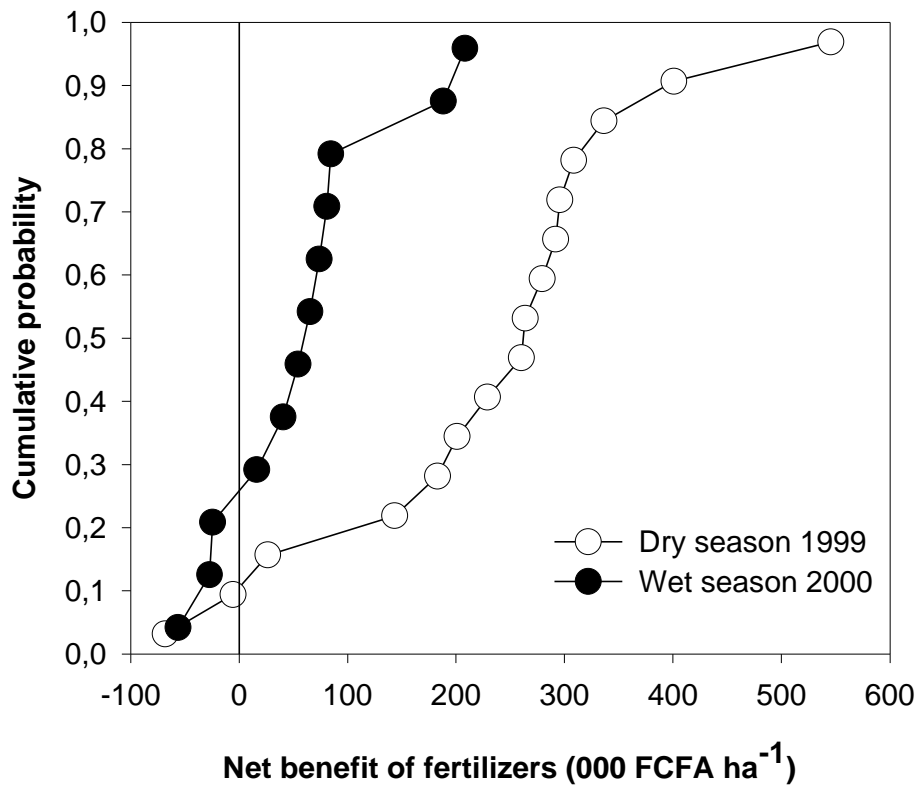 1,0
0,9
0,8
0,7
0,6
0,5
0,4
0,3
0,2
0,1
0,0
Cumulative probability
Dry season 1999
Wet season 2000
-100 0 100 200 300 400 500 600
Net benefit of fertilizers (000 FCFA ha⁻¹)